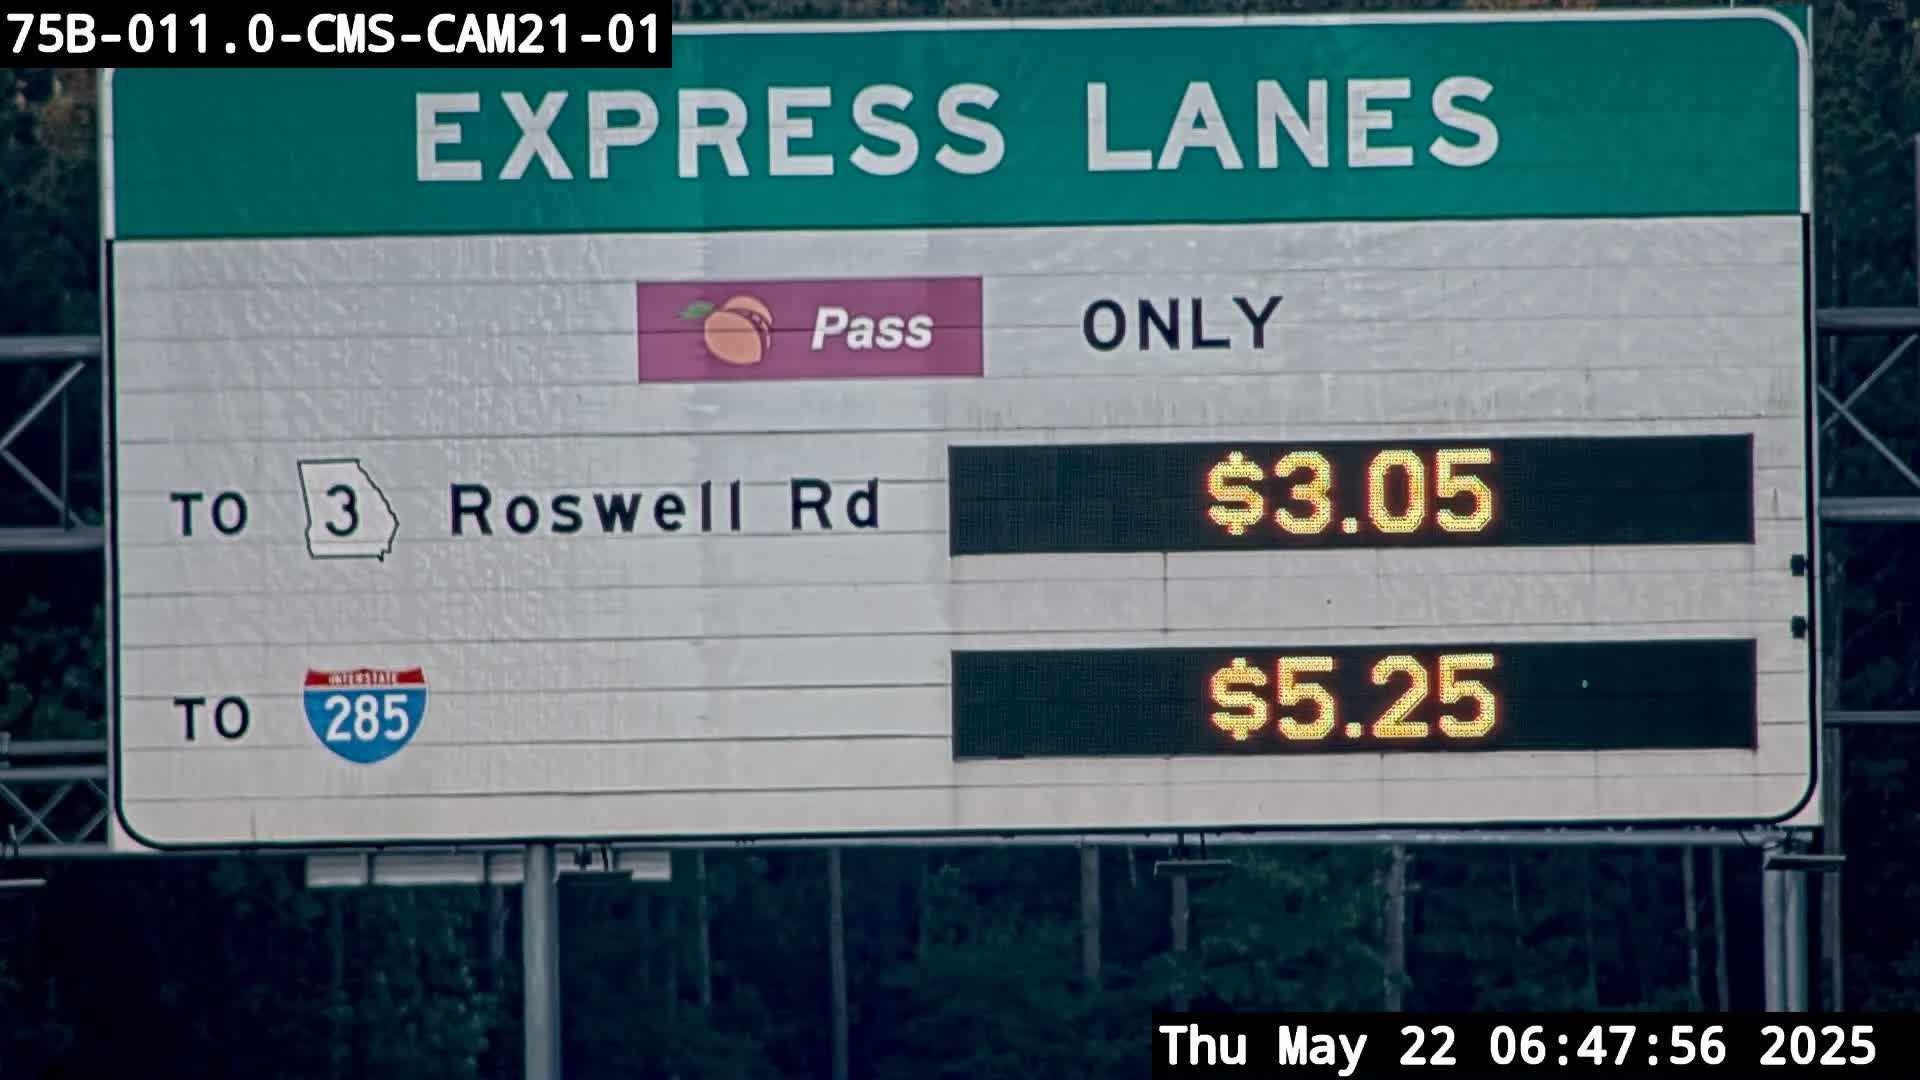 75B-011.0-CMS-CAM21-01
EXPRESS LANES
Pass ONLY
TO 3 Roswell Rd $3.05
INTERSTATE
TO 285 $5.25
Thu May 22 06:47:56 2025